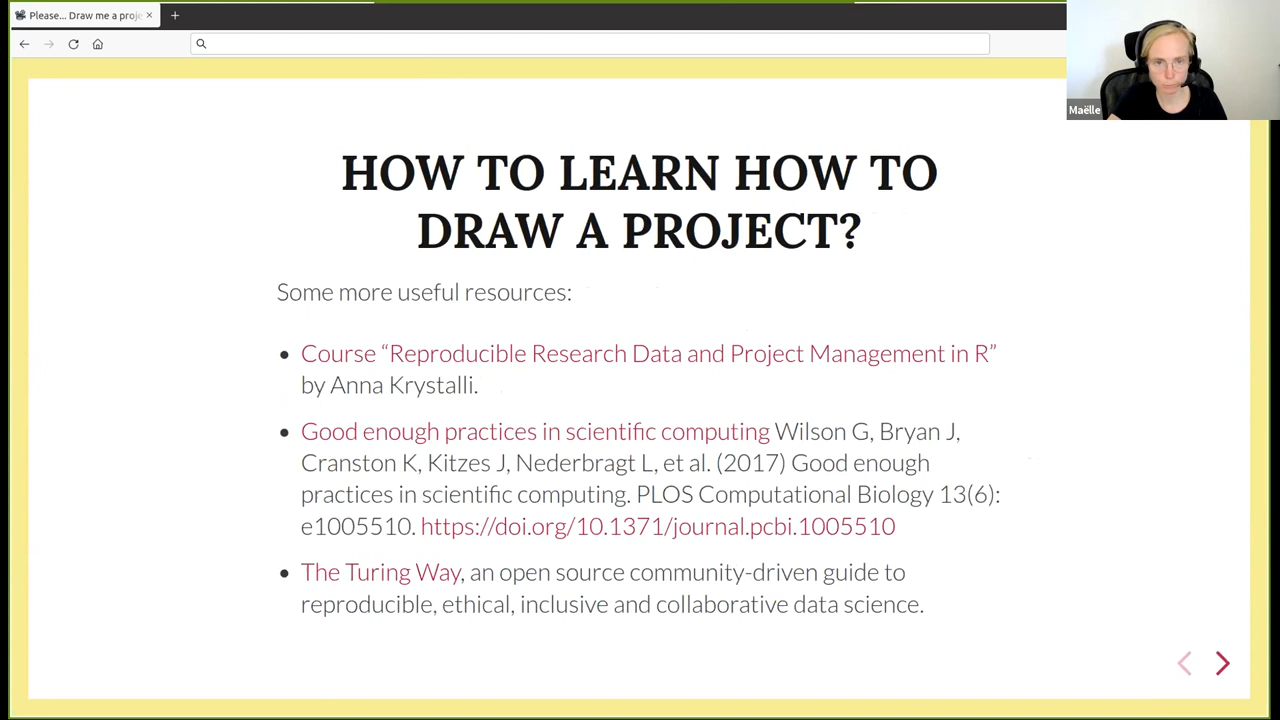 Please... Draw me a proje
Maëlle
HOW TO LEARN HOW TO
DRAW A PROJECT?
Some more useful resources:
Course “Reproducible Research Data and Project Management in R”
by Anna Krystalli.
Good enough practices in scientific computing Wilson G, Bryan J,
Cranston K, Kitzes J, Nederbragt L, et al. (2017) Good enough
practices in scientific computing. PLOS Computational Biology 13(6):
e1005510. https://doi.org/10.1371/journal.pcbi.1005510
The Turing Way, an open source community-driven guide to
reproducible, ethical, inclusive and collaborative data science.